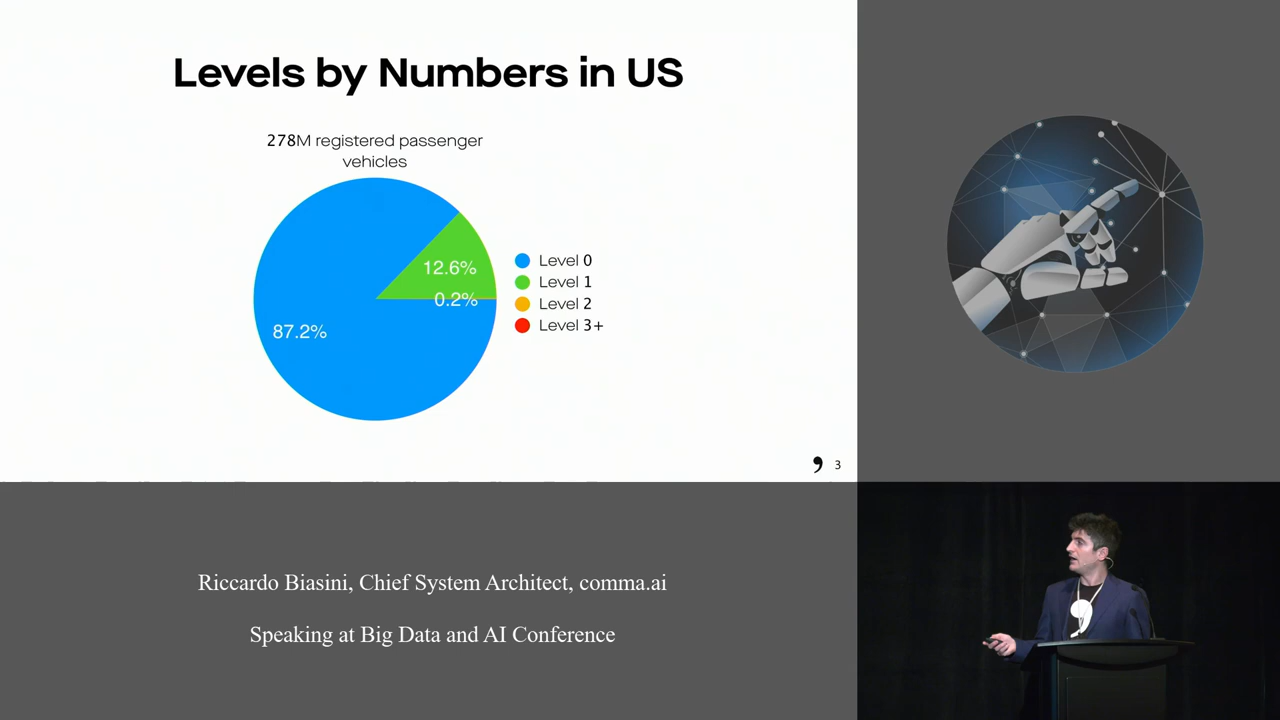 Levels by Numbers in US
278M registered passenger
vehicles
12.6%
0.2%
87.2%
Level 0
Level 1
Level 2
Level 3+
3
Riccardo Biasini, Chief System Architect, comma.ai
Speaking at Big Data and AI Conference